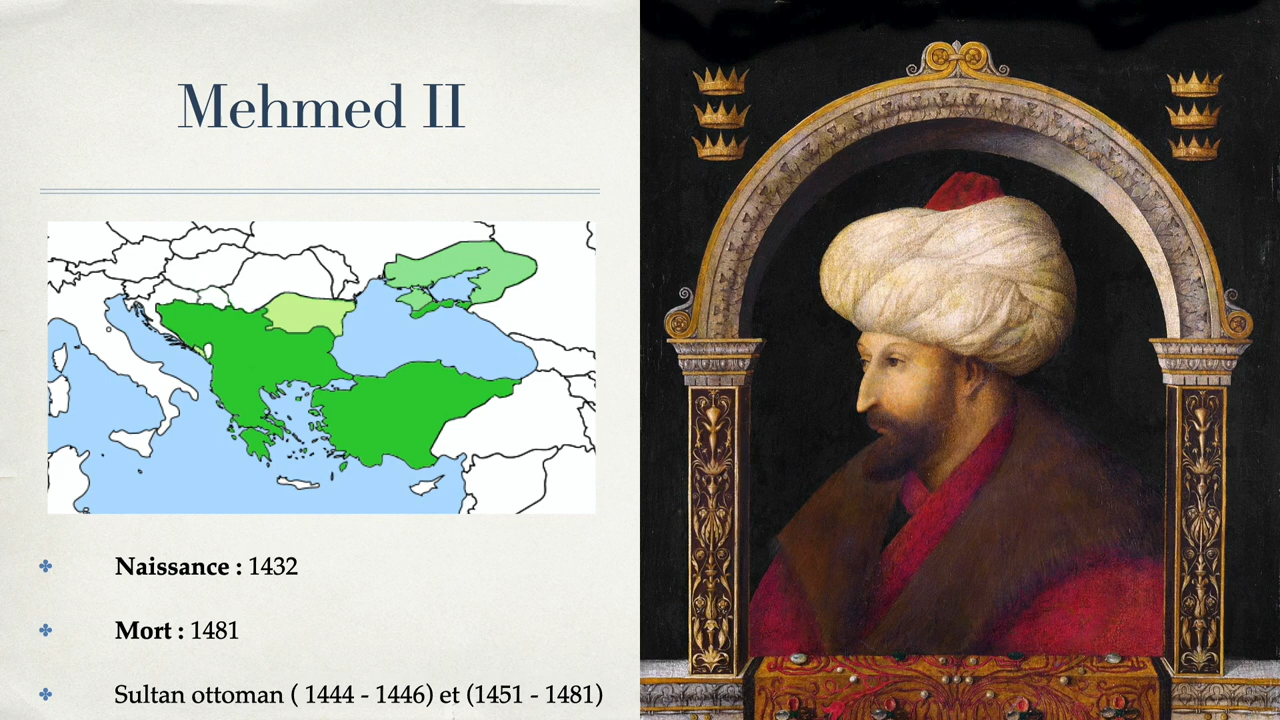 Mehmed II
Naissance : 1432
Mort : 1481
Sultan ottoman ( 1444 - 1446) et (1451 - 1481)